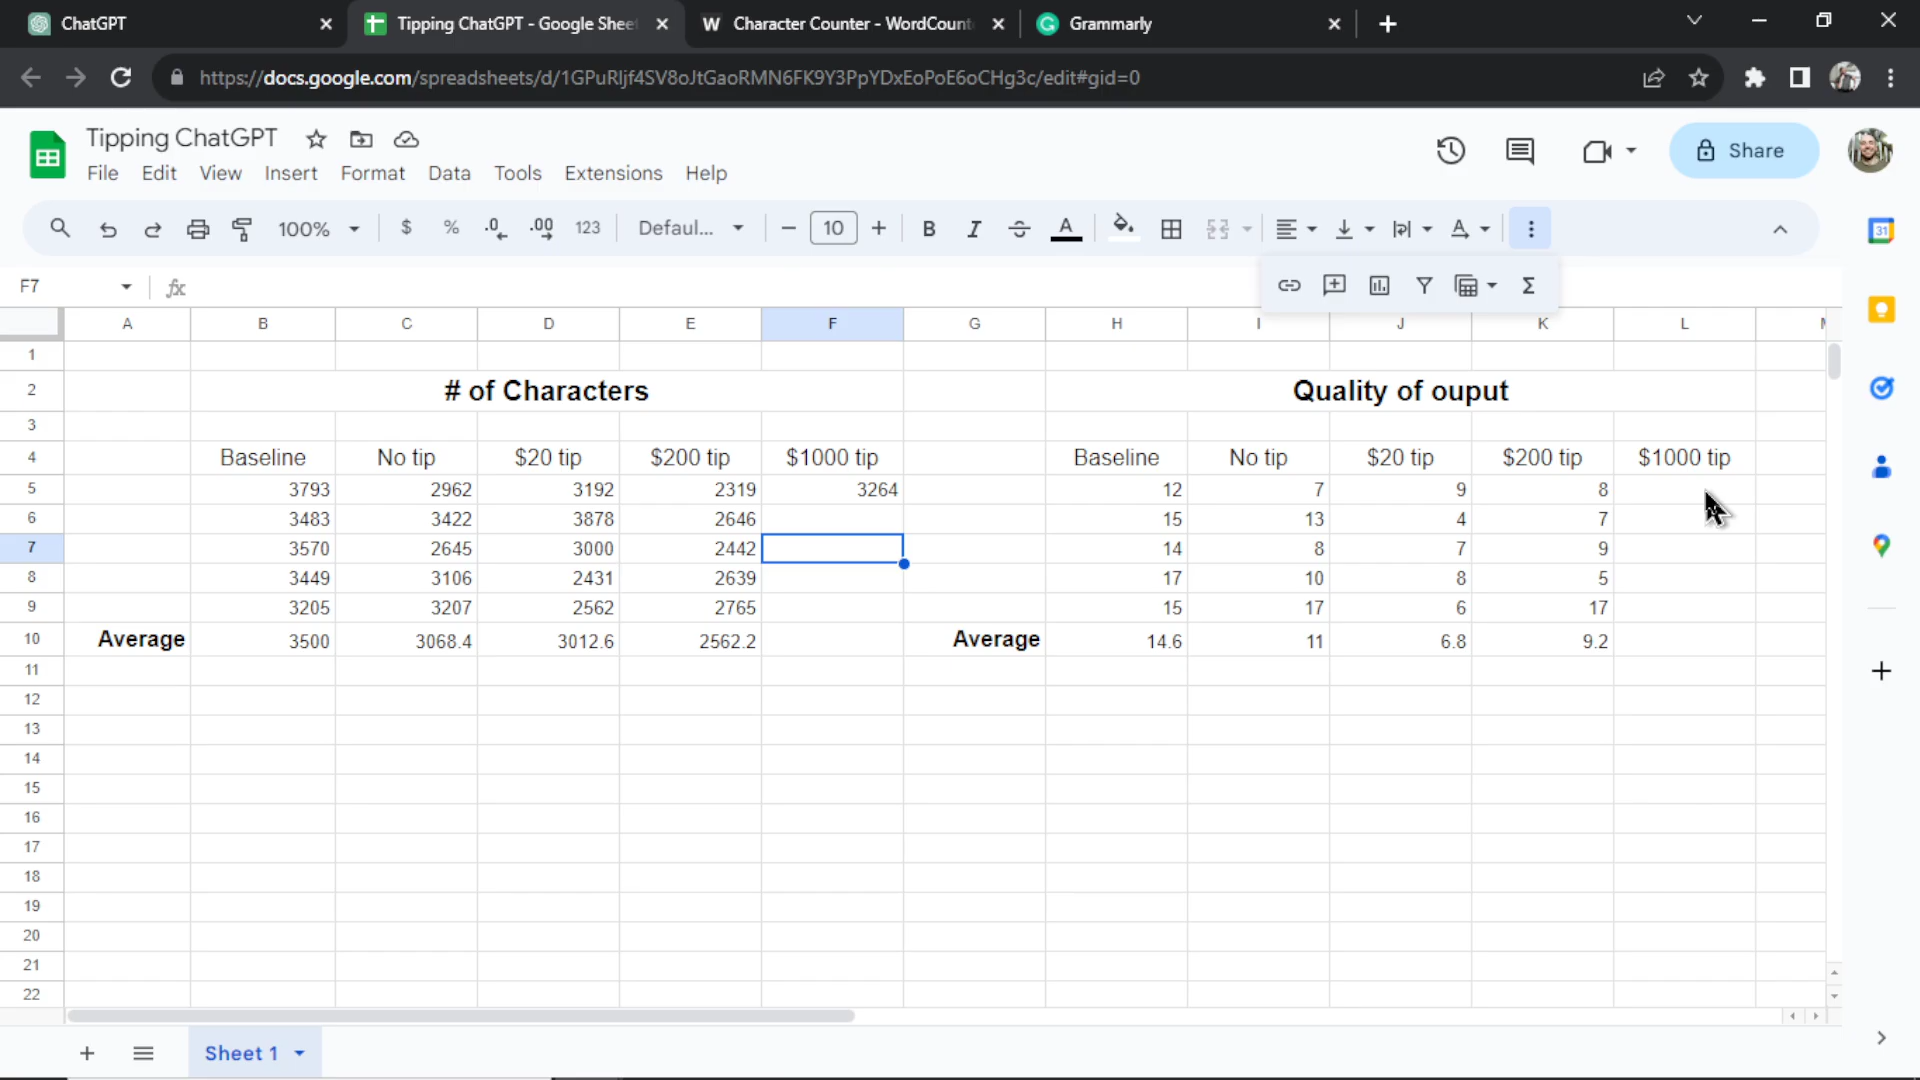 ChatGPT
Tipping ChatGPT - Google Shee
W Character Counter - WordCoun
Grammarly
https://docs.google.com/spreadsheets/d/1GPuRljf4SV8oJtGaoRMN6FK9Y3PpYDxEoPoE6oCHg3c/edit#gid=0
Tipping ChatGPT
File Edit View Insert Format Data Tools Extensions Help
Share
31
100% $ % .0 .00 123 Defaul... 10 B I S A A
F7 fx
A B C D E F G H I J K L
1
2 # of Characters Quality of ouput
3
4 Baseline No tip $20 tip $200 tip $1000 tip Baseline No tip $20 tip $200 tip $1000 tip
5 3793 2962 3192 2319 3264 12 7 9 8
6 3483 3422 3878 2646 15 13 4 7
7 3570 2645 3000 2442 14 8 7 9
8 3449 3106 2431 2639 17 10 8 5
9 3205 3207 2562 2765 15 17 6 17
10 Average 3500 3068.4 3012.6 2562.2 Average 14.6 11 6.8 9.2
11
12
13
14
15
16
17
18
19
20
21
22
Sheet 1